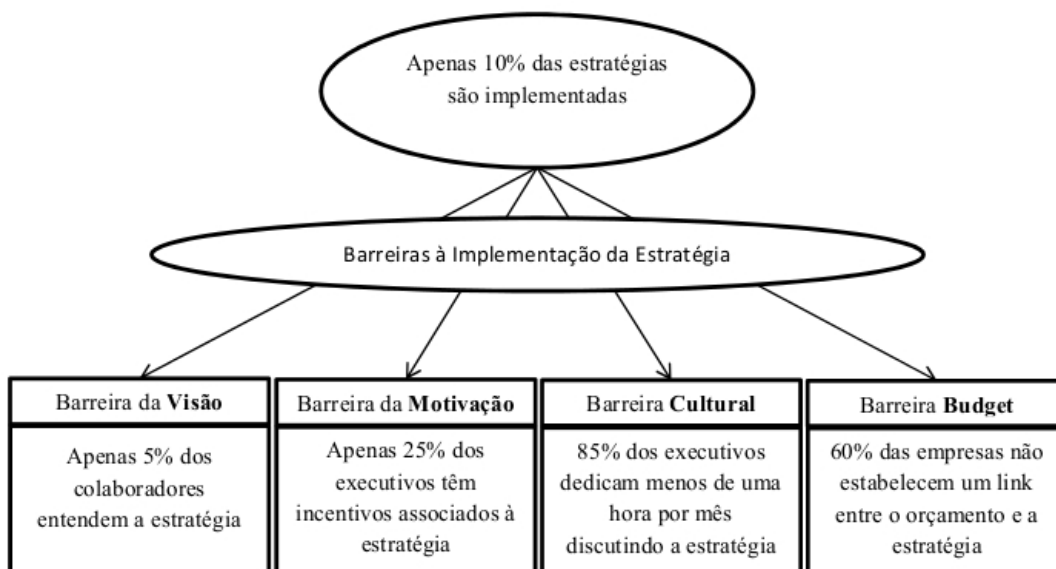 Apenas 10% das estratégias
são implementadas
Barreiras à Implementação da Estratégia
Barreira da Visão
Apenas 5% dos
colaboradores
entendem a estratégia
Barreira da Motivação
Apenas 25% dos
executivos têm
incentivos associados à
estratégia
Barreira Cultural
85% dos executivos
dedicam menos de uma
hora por mês
discutindo a estratégia
Barreira Budget
60% das empresas não
estabelecem um link
entre o orçamento e a
estratégia